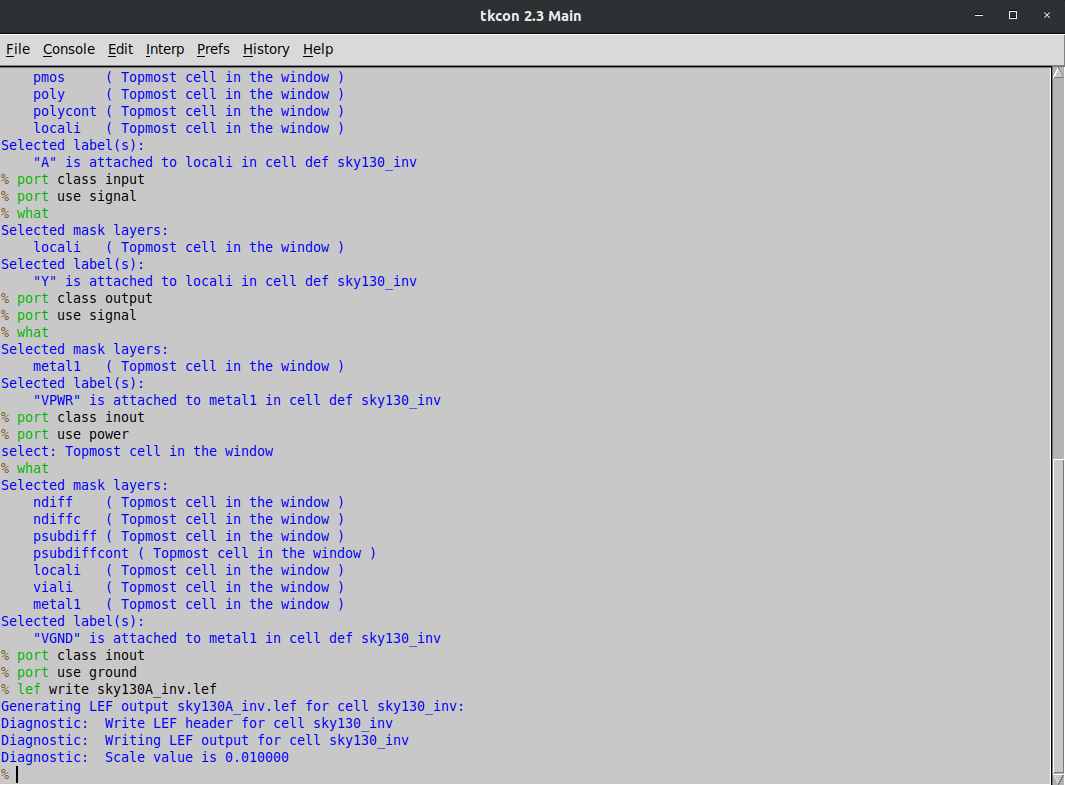 tkcon 2.3 Main
File Console Edit Interp Prefs History Help
pmos ( Topmost cell in the window )
poly ( Topmost cell in the window )
polycont ( Topmost cell in the window )
locali ( Topmost cell in the window )
Selected label(s):
"A" is attached to locali in cell def sky130_inv
% port class input
% port use signal
% what
Selected mask layers:
locali ( Topmost cell in the window )
Selected label(s):
"Y" is attached to locali in cell def sky130_inv
% port class output
% port use signal
% what
Selected mask layers:
metal1 ( Topmost cell in the window )
Selected label(s):
"VPWR" is attached to metal1 in cell def sky130_inv
% port class inout
% port use power
select: Topmost cell in the window
% what
Selected mask layers:
ndiff ( Topmost cell in the window )
ndiffc ( Topmost cell in the window )
psubdiff ( Topmost cell in the window )
psubdiffcont ( Topmost cell in the window )
locali ( Topmost cell in the window )
viali ( Topmost cell in the window )
metal1 ( Topmost cell in the window )
Selected label(s):
"VGND" is attached to metal1 in cell def sky130_inv
% port class inout
% port use ground
% lef write sky130A_inv.lef
Generating LEF output sky130A_inv.lef for cell sky130_inv:
Diagnostic: Write LEF header for cell sky130_inv
Diagnostic: Writing LEF output for cell sky130_inv
Diagnostic: Scale value is 0.010000
%